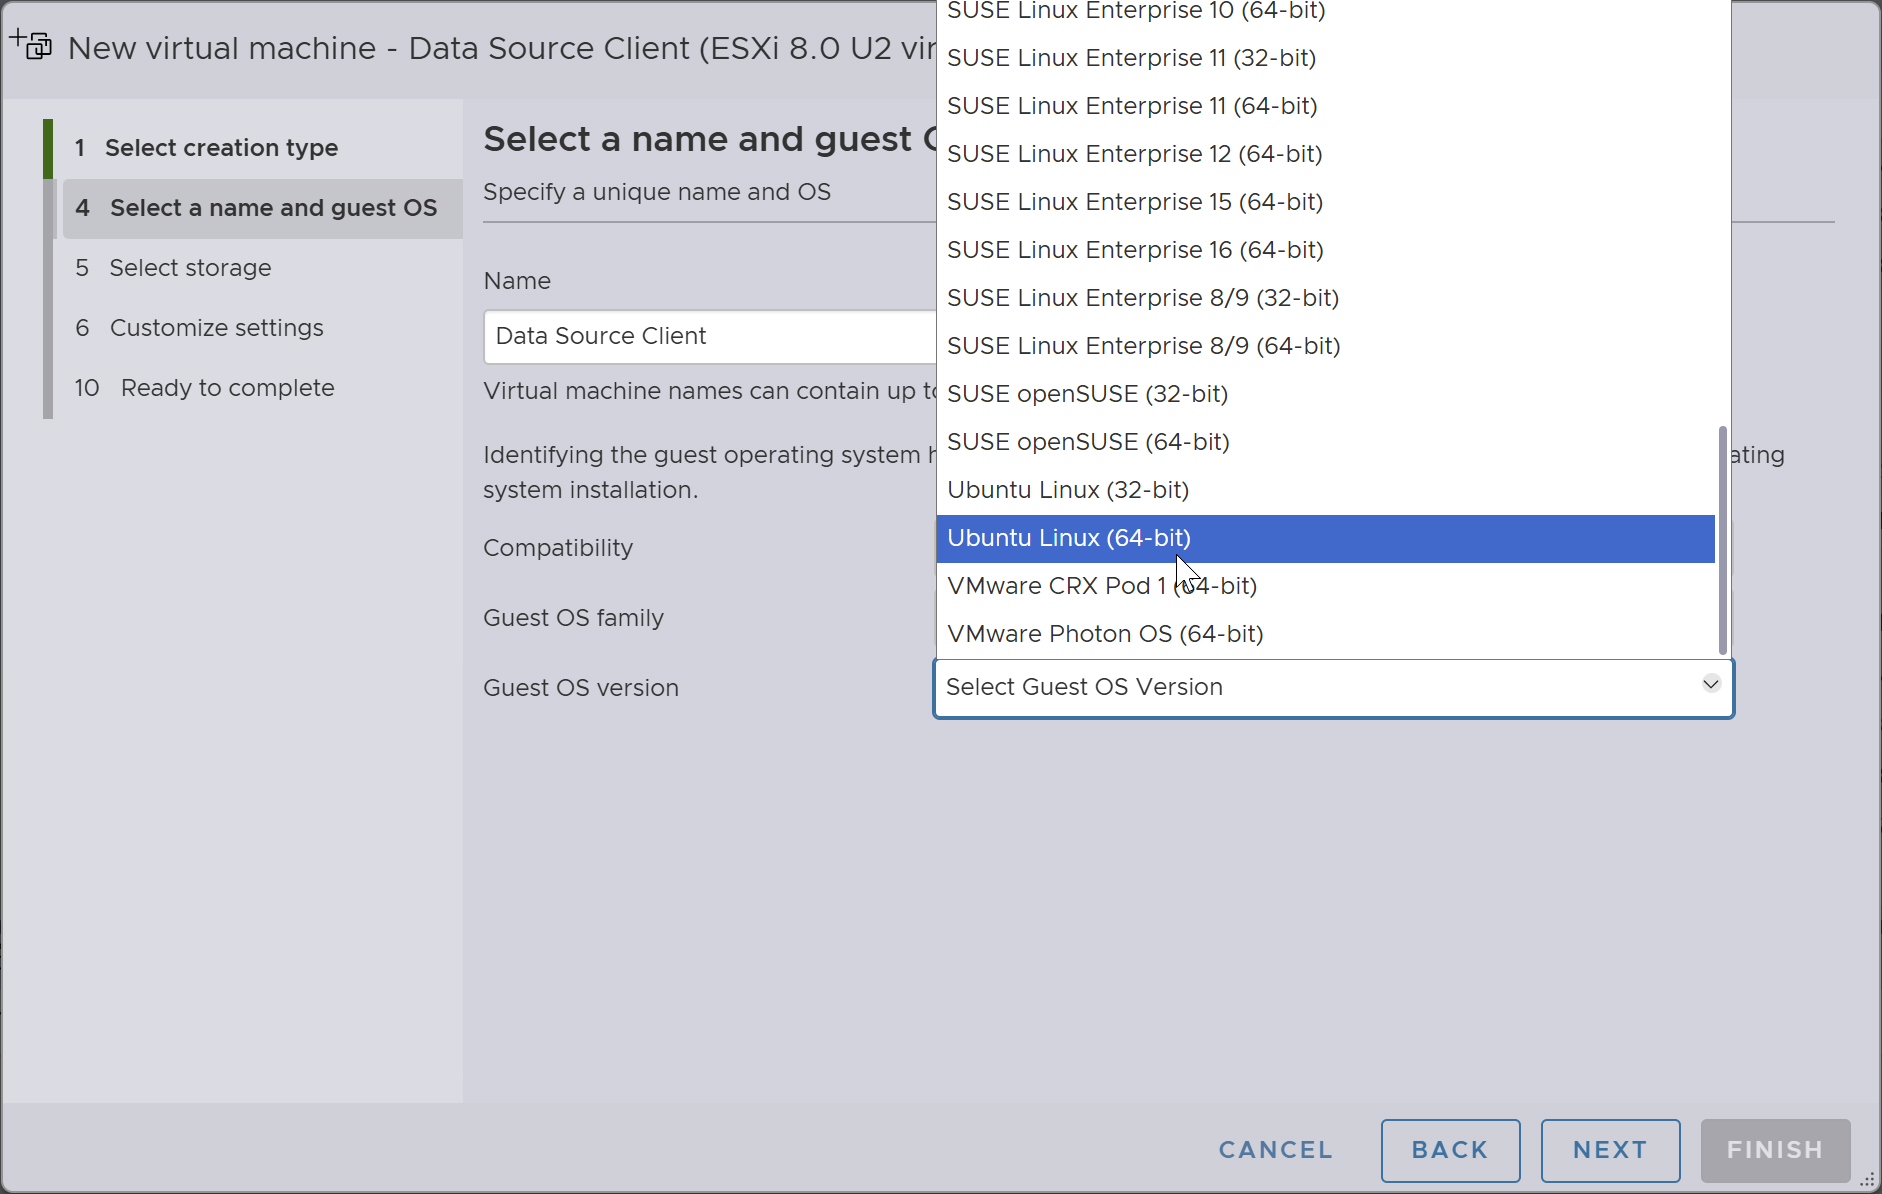 New virtual machine - Data Source Client (ESXi 8.0 U2 vir
1 Select creation type
4 Select a name and guest OS
5 Select storage
6 Customize settings
10 Ready to complete
Select a name and guest
Specify a unique name and OS
Name
Data Source Client
Virtual machine names can contain up to
Identifying the guest operating system h
ating
system installation.
Compatibility
Guest OS family
Guest OS version
SUSE Linux Enterprise 10 (64-bit)
SUSE Linux Enterprise 11 (32-bit)
SUSE Linux Enterprise 11 (64-bit)
SUSE Linux Enterprise 12 (64-bit)
SUSE Linux Enterprise 15 (64-bit)
SUSE Linux Enterprise 16 (64-bit)
SUSE Linux Enterprise 8/9 (32-bit)
SUSE Linux Enterprise 8/9 (64-bit)
SUSE openSUSE (32-bit)
SUSE openSUSE (64-bit)
Ubuntu Linux (32-bit)
Ubuntu Linux (64-bit)
VMware CRX Pod 1 (64-bit)
VMware Photon OS (64-bit)
Select Guest OS Version
CANCEL
BACK
NEXT
FINISH